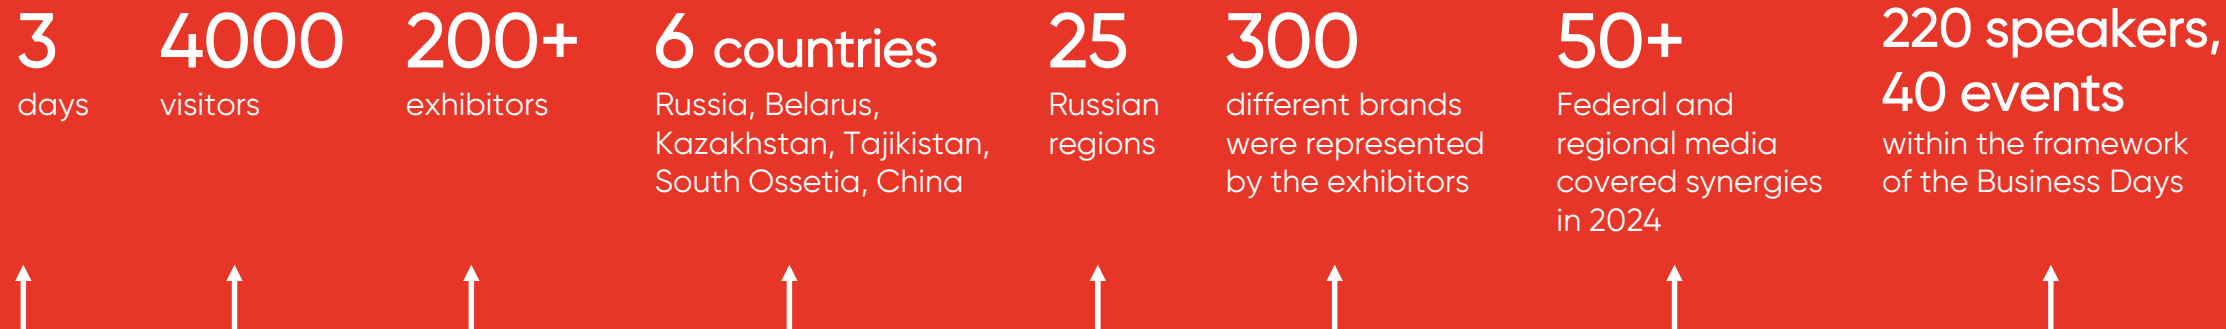 3
days
4000
visitors
200+
exhibitors
6 countries
Russia, Belarus,
Kazakhstan, Tajikistan,
South Ossetia, China
25
Russian
regions
300
different brands
were represented
by the exhibitors
50+
Federal and
regional media
covered synergies
in 2024
220 speakers,
40 events
within the framework
of the Business Days